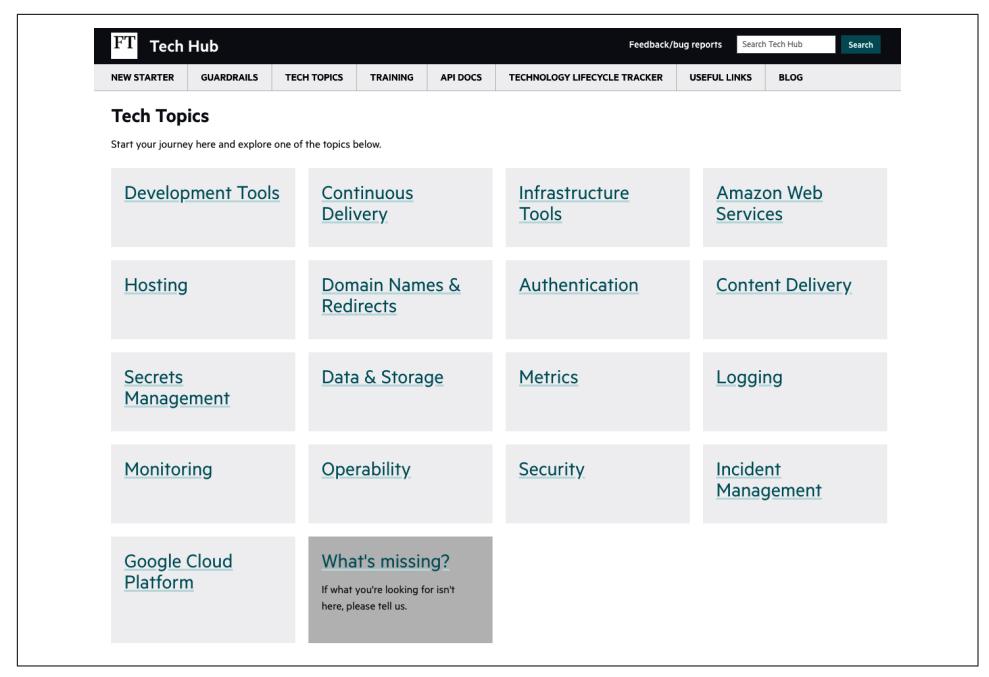 FT Tech Hub
Feedback/bug reports
Search Tech Hub
Search
NEW STARTER
GUARDRAILS
TECH TOPICS
TRAINING
API DOCS
TECHNOLOGY LIFECYCLE TRACKER
USEFUL LINKS
BLOG
Tech Topics
Start your journey here and explore one of the topics below.
Development Tools
Continuous
Delivery
Infrastructure
Tools
Amazon Web
Services
Hosting
Domain Names &
Redirects
Authentication
Content Delivery
Secrets
Management
Data & Storage
Metrics
Logging
Monitoring
Operability
Security
Incident
Management
Google Cloud
Platform
What's missing?
If what you're looking for isn't
here, please tell us.